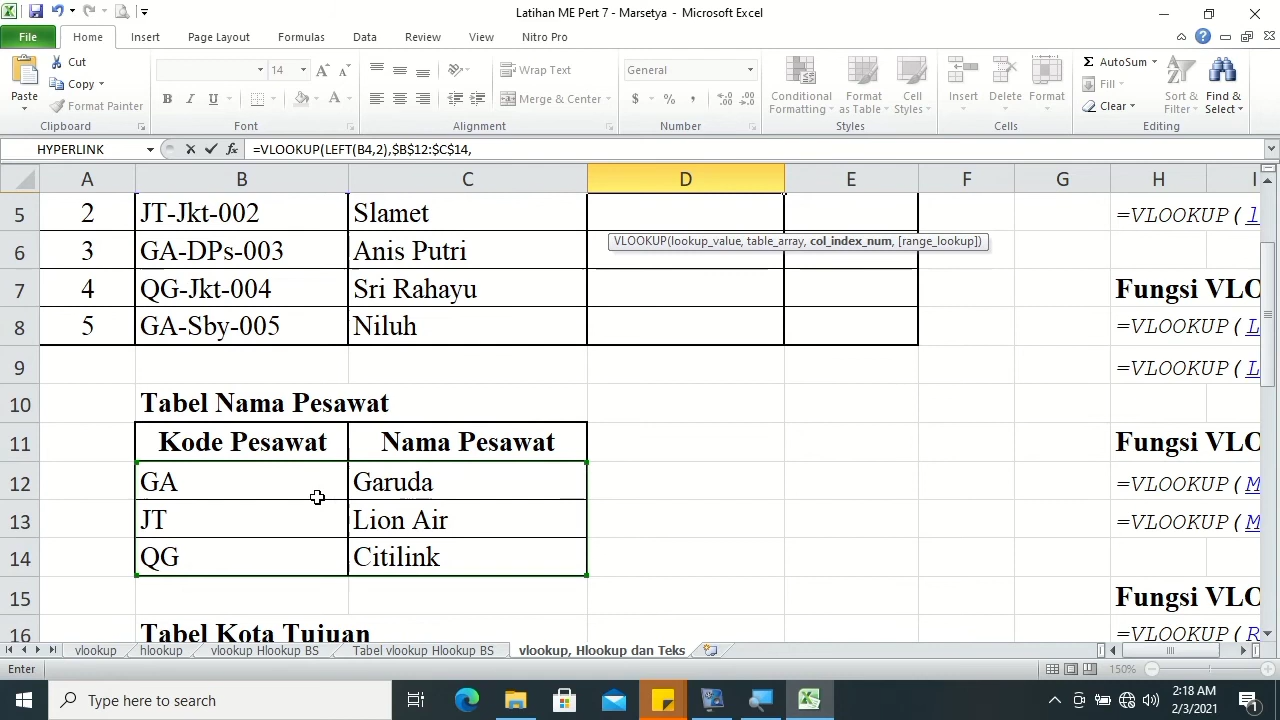 Latihan ME Pert 7 - Marsetya - Microsoft Excel
File Home Insert Page Layout Formulas Data Review View Nitro Pro
Paste Cut Copy Format Painter
Clipboard
14 A A
B I U A
Font
Wrap Text
Merge & Center
Alignment
General
$ % ,
Number
Conditional Formatting
Format as Table
Cell Styles
Styles
Insert Delete Format
Cells
Σ AutoSum
Fill
Clear
Sort & Filter
Find & Select
Editing
HYPERLINK fx =VLOOKUP(LEFT(B4,2),$B$12:$C$14,
A B C D E F G H I
5 2 JT-Jkt-002 Slamet =VLOOKUP(
VLOOKUP(lookup_value, table_array, col_index_num, [range_lookup])
6 3 GA-DPs-003 Anis Putri
7 4 QG-Jkt-004 Sri Rahayu Fungsi
8 5 GA-Sby-005 Niluh =VLOOKUP(
9 =VLOOKUP(
10 Tabel Nama Pesawat
11 Kode Pesawat Nama Pesawat Fungsi
12 GA Garuda =VLOOKUP(
13 JT Lion Air =VLOOKUP(
14 QG Citilink
15 Fungsi
16 Tabel Kota Tujuan =VLOOKUP(
vlookup hlookup vlookup Hlookup BS Tabel vlookup Hlookup BS vlookup, Hlookup dan Teks
Enter 150%
Type here to search
2:18 AM
2/3/2021
1